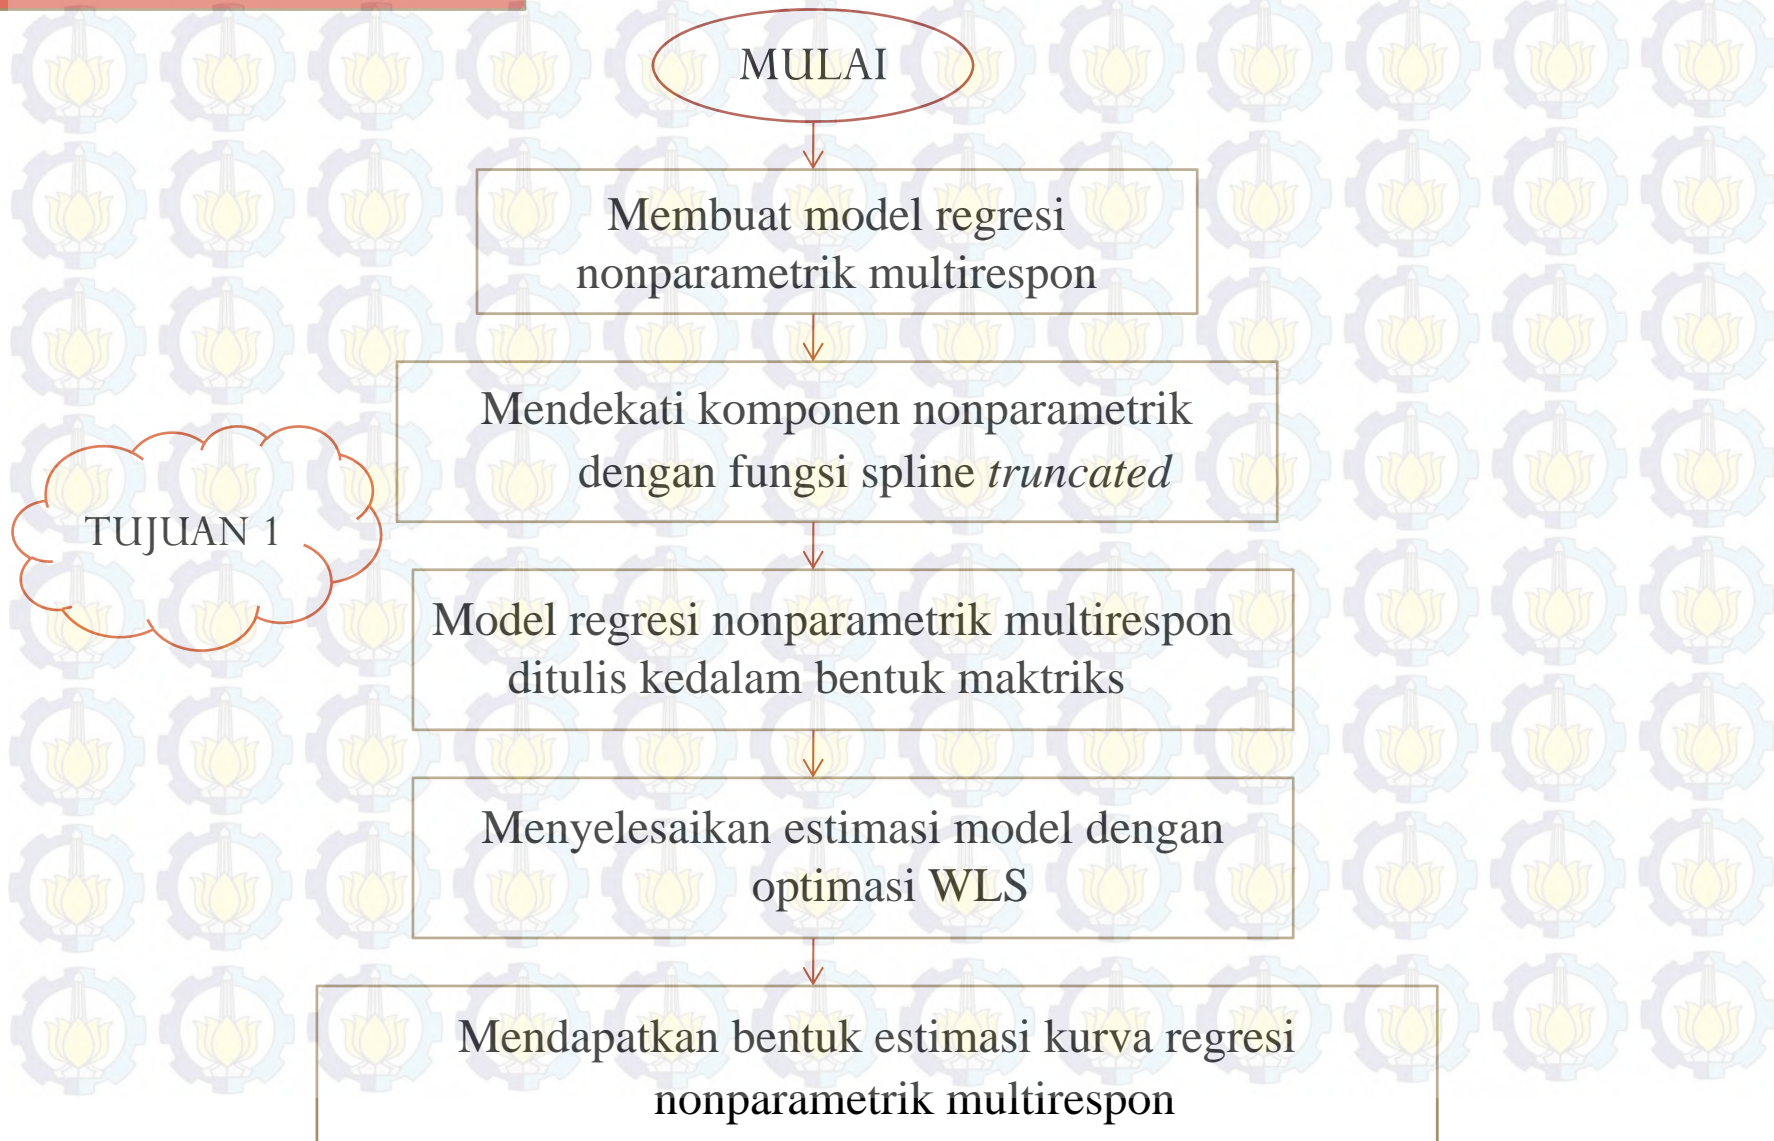 MULAI
Membuat model regresi
nonparametrik multirespon
Mendekati komponen nonparametrik
dengan fungsi spline truncated
TUJUAN 1
Model regresi nonparametrik multirespon
ditulis kedalam bentuk maktriks
Menyelesaikan estimasi model dengan
optimasi WLS
Mendapatkan bentuk estimasi kurva regresi
nonparametrik multirespon